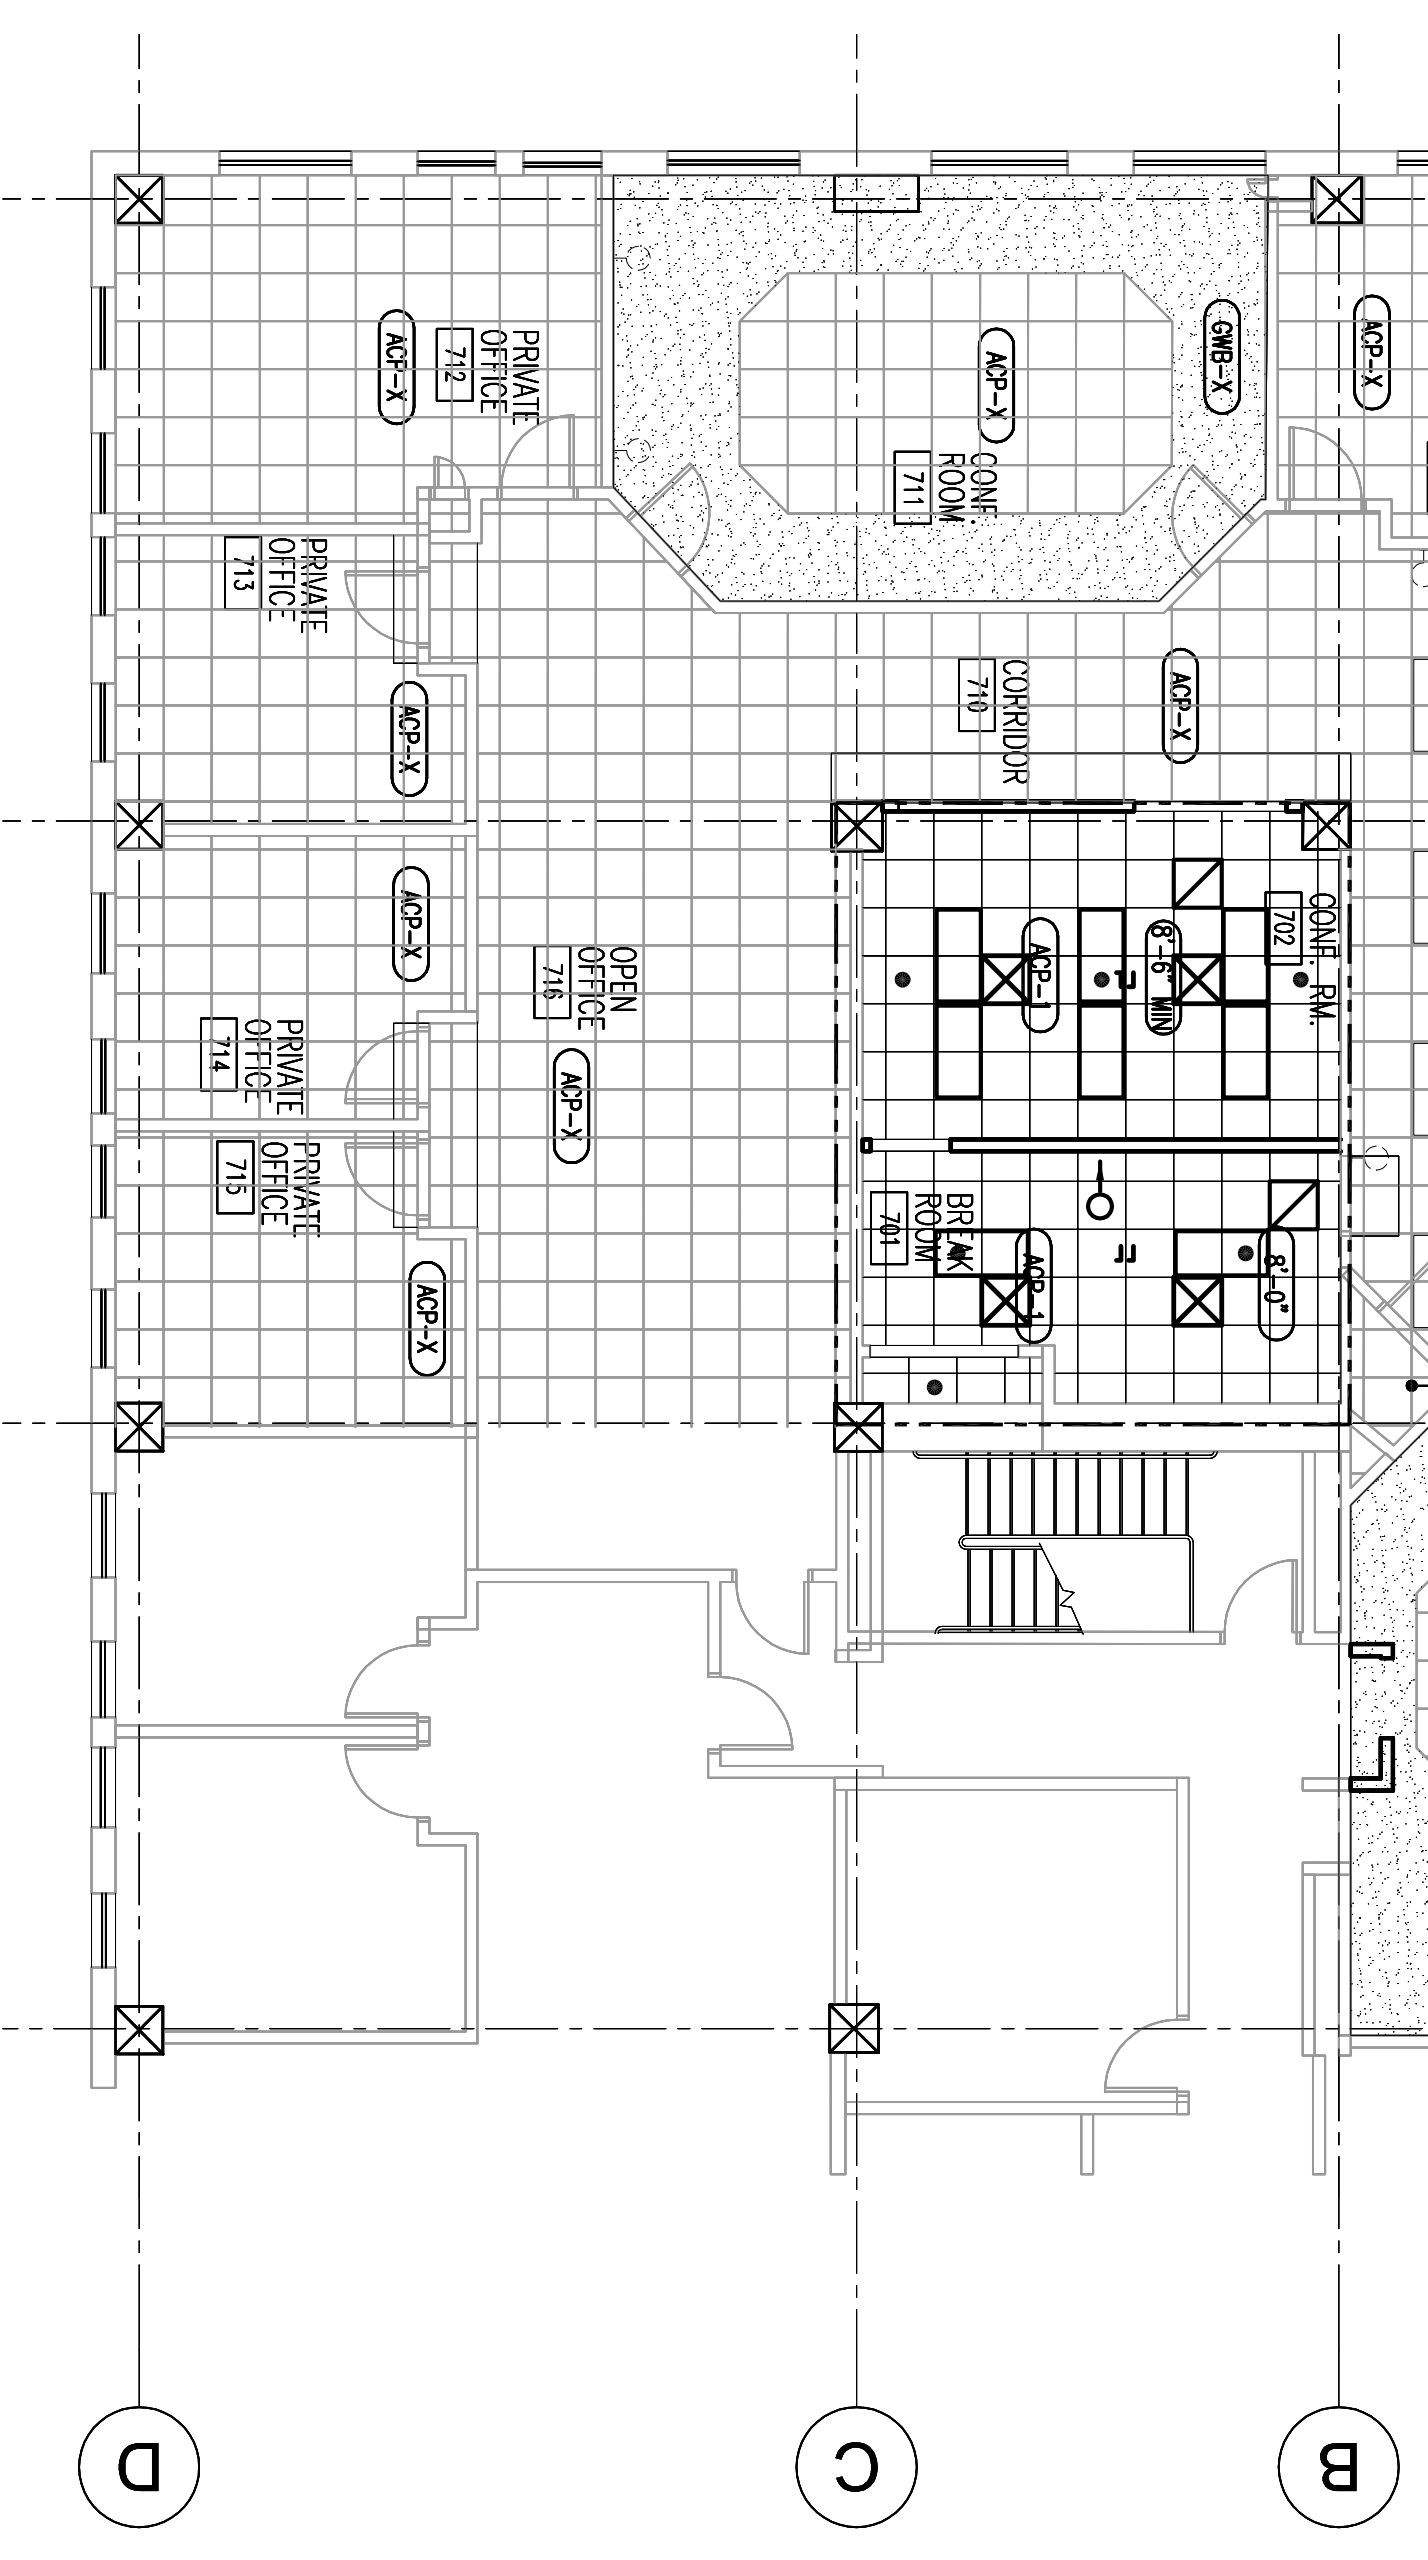 PRIVATE
OFFICE
712
ACP-X
CONF.
ROOM
711
ACP-X
GWB-X
ACP-X
PRIVATE
OFFICE
713
ACP-X
CORRIDOR
710
ACP-X
ACP-X
PRIVATE
OFFICE
714
OPEN
OFFICE
716
ACP-X
CONF. RM.
702
8'-6" MIN
ACP-1
PRIVATE
OFFICE
715
ACP-X
BREAK
ROOM
701
ACP-1
8'-0"
D
C
B